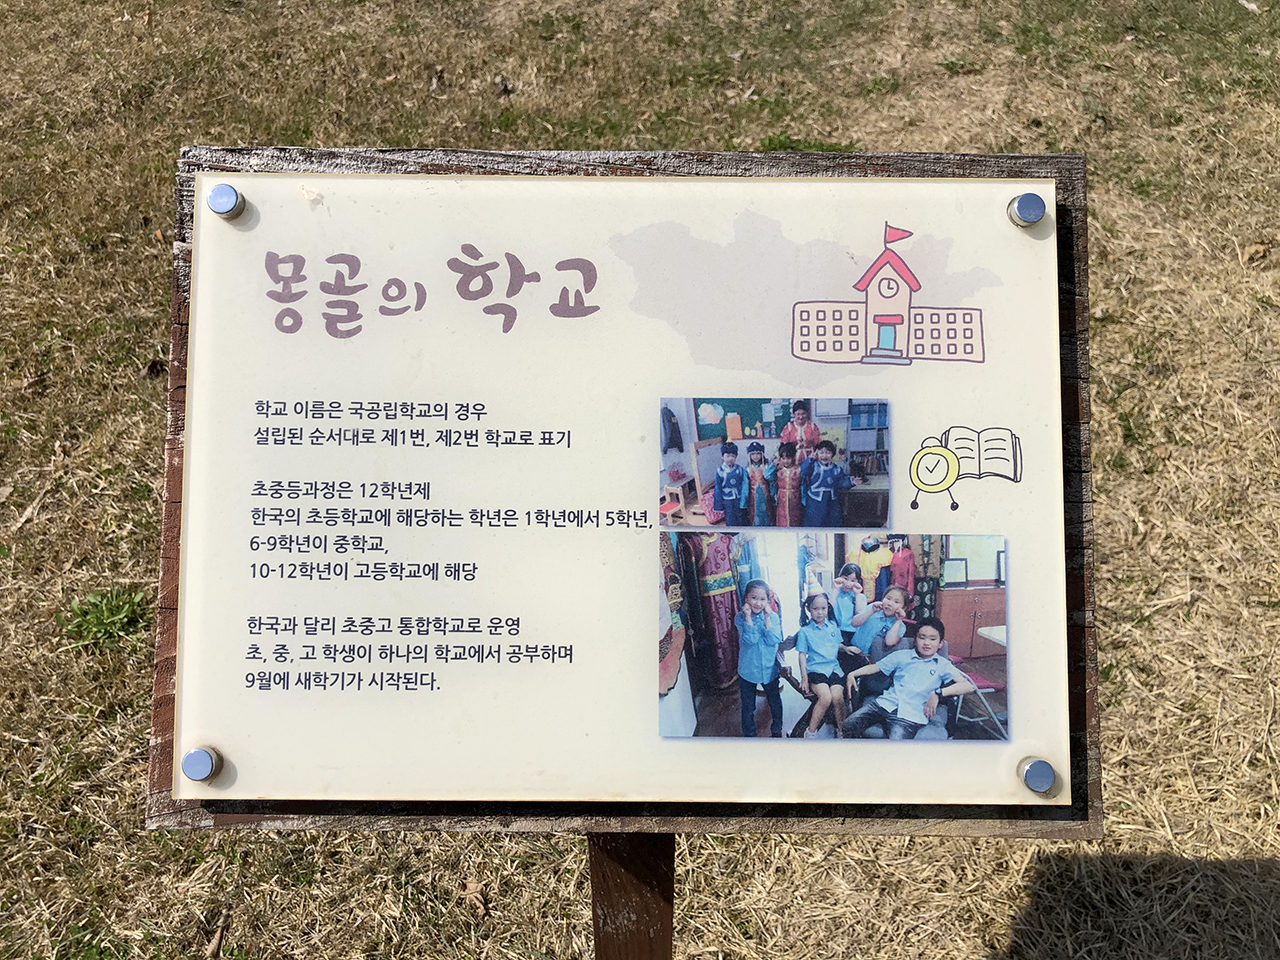 몽골의 학교
학교 이름은 국공립학교의 경우
설립된 순서대로 제1번, 제2번 학교로 표기
초중등과정은 12학년제
한국의 초등학교에 해당하는 학년은 1학년에서 5학년,
6-9학년이 중학교,
10-12학년이 고등학교에 해당
한국과 달리 초중고 통합학교로 운영
초, 중, 고 학생이 하나의 학교에서 공부하며
9월에 새학기가 시작된다.